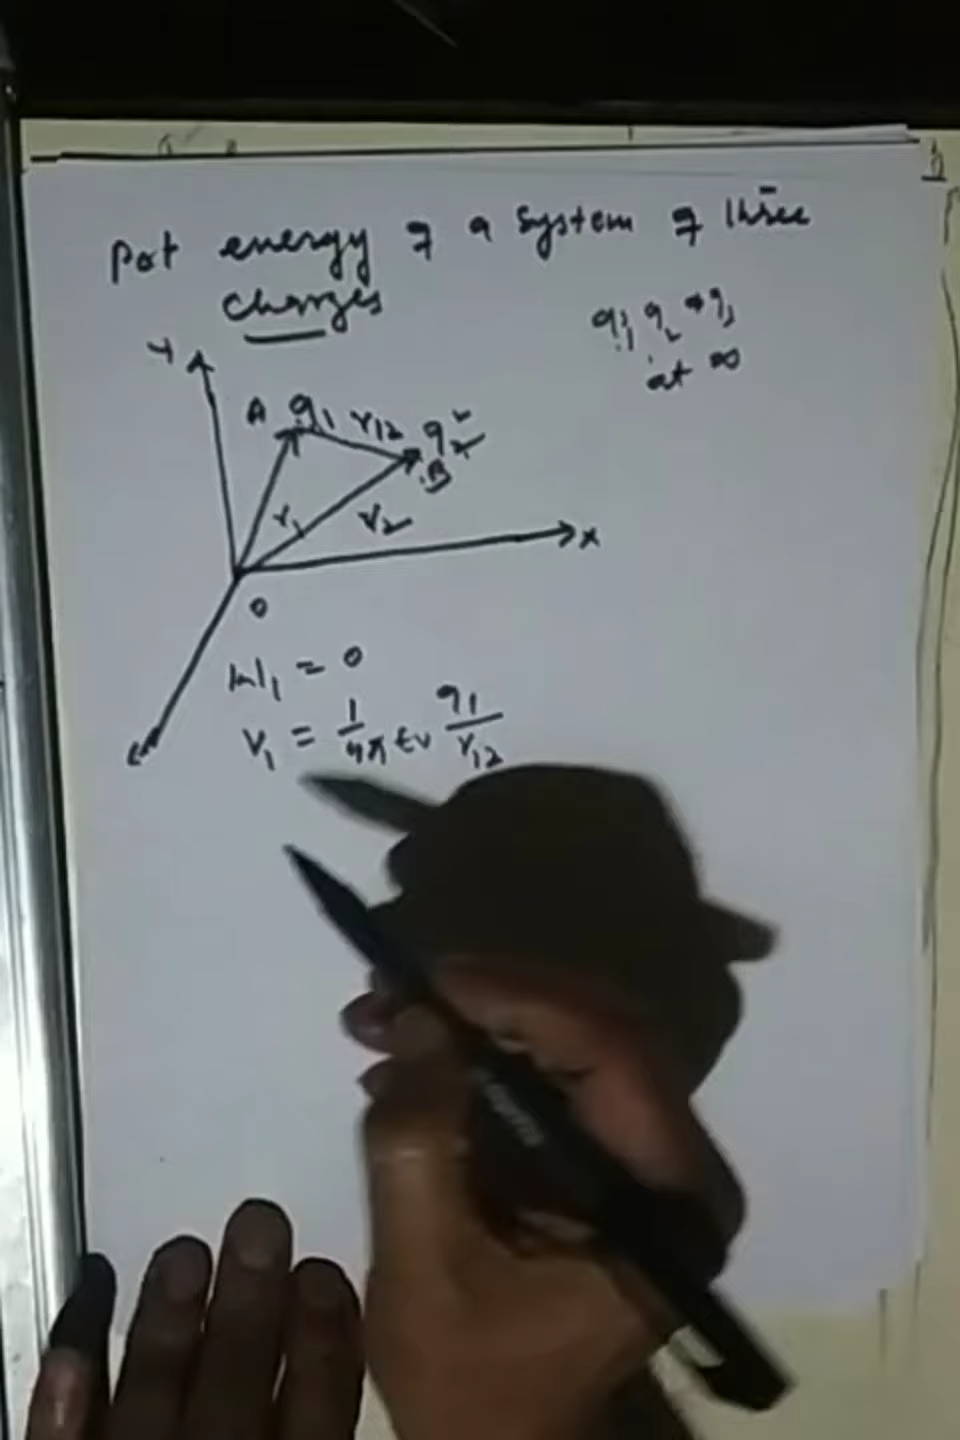 Pot energy of a system of three
charges
q1, q2 & q3
at ∞
Y
A q1 r12 q2
B
r1 r2
X
O
W1 = 0
V1 = 1/4πε0 q1/r12